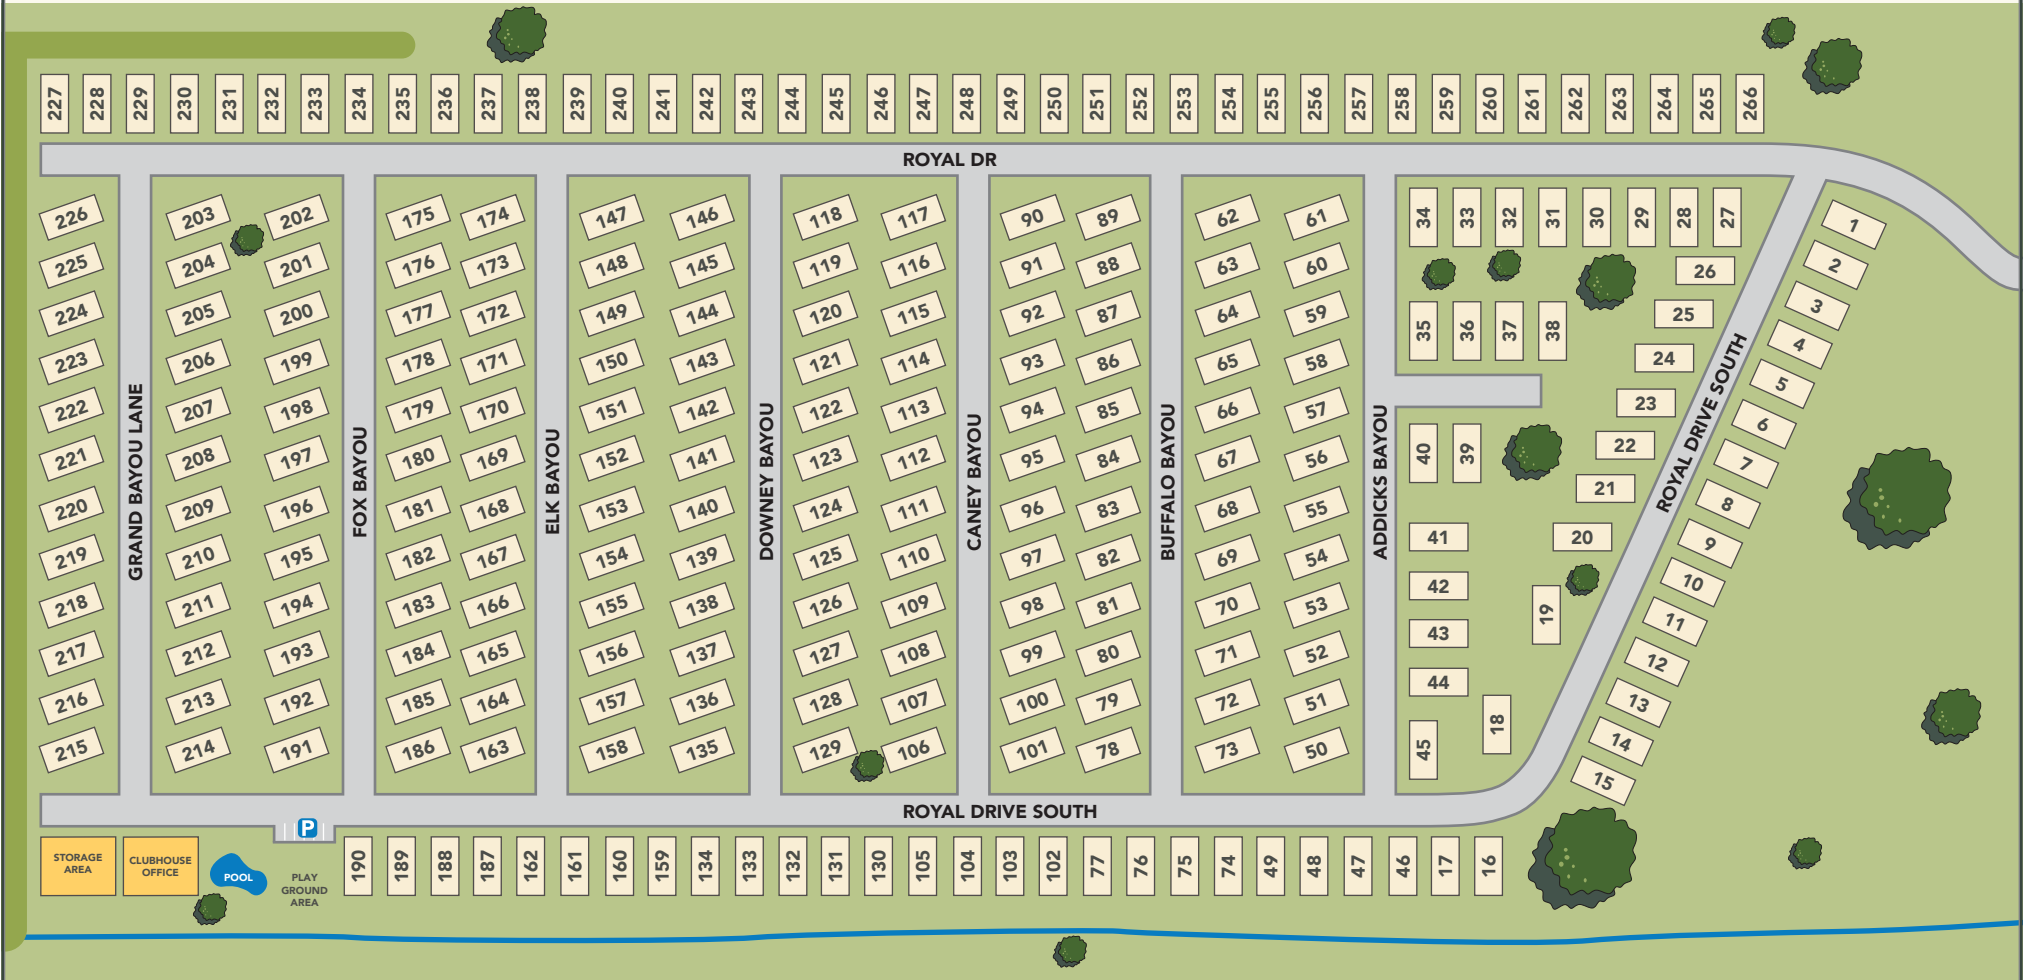 227 228 229 230 231 232 233 234 235 236 237 238 239 240 241 242 243 244 245 246 247 248 249 250 251 252 253 254 255 256 257 258 259 260 261 262 263 264 265 266
ROYAL DR
226 203 202 175 174 147 146 118 117 90 89 62 61 34 33 32 31 30 29 28 27 1
225 204 201 176 173 148 145 119 116 91 88 63 60 26 2
224 205 200 177 172 149 144 120 115 92 87 64 59 35 36 37 38 25 3
223 206 199 178 171 150 143 121 114 93 86 65 58 24 4
222 207 198 179 170 151 142 122 113 94 85 66 57 23 5
221 208 197 180 169 152 141 123 112 95 84 67 56 40 39 22 6
220 209 196 181 168 153 140 124 111 96 83 68 55 21 7
219 210 195 182 167 154 139 125 110 97 82 69 54 41 20 8
218 211 194 183 166 155 138 126 109 98 81 70 53 42 19 9
217 212 193 184 165 156 137 127 108 99 80 71 52 43 10
216 213 192 185 164 157 136 128 107 100 79 72 51 44 18 11
215 214 191 186 163 158 135 129 106 101 78 73 50 45 12
13
14
15
GRAND BAYOU LANE
FOX BAYOU
ELK BAYOU
DOWNEY BAYOU
CANEY BAYOU
BUFFALO BAYOU
ADDICKS BAYOU
ROYAL DRIVE SOUTH
ROYAL DRIVE SOUTH
P
STORAGE
AREA
CLUBHOUSE
OFFICE
POOL
PLAY
GROUND
AREA
190 189 188 187 162 161 160 159 134 133 132 131 130 105 104 103 102 77 76 75 74 49 48 47 46 17 16